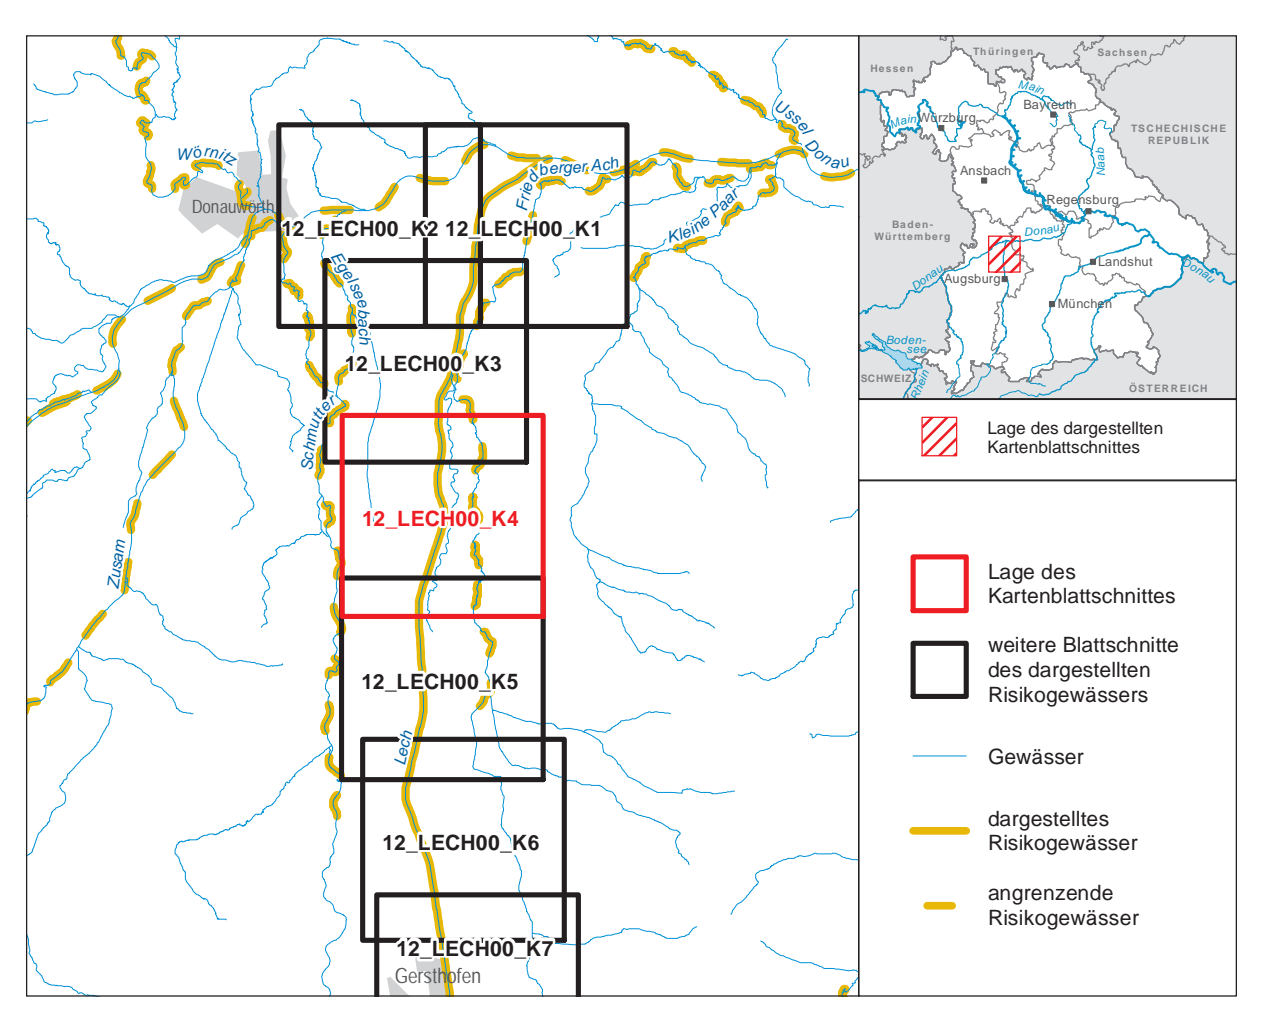 Wörnitz
Donauwörth
Ussel
Donau
Friedberger Ach
Kleine Paar
12_LECH00_K2
12_LECH00_K1
Egelseebach
12_LECH00_K3
Schmutter
12_LECH00_K4
Zusam
12_LECH00_K5
Lech
12_LECH00_K6
12_LECH00_K7
Gersthofen
Thüringen
Sachsen
Hessen
Main
Bayreuth
Main
Würzburg
TSCHECHISCHE
REPUBLIK
Naab
Ansbach
Regensburg
Baden-
Württemberg
Donau
Landshut
Donau
Augsburg
Donau
München
Boden-
see
SCHWEIZ
Rhein
ÖSTERREICH
Lage des dargestellten
Kartenblattschnittes
Lage des
Kartenblattschnittes
weitere Blattschnitte
des dargestellten
Risikogewässers
Gewässer
dargestelltes
Risikogewässer
angrenzende
Risikogewässer